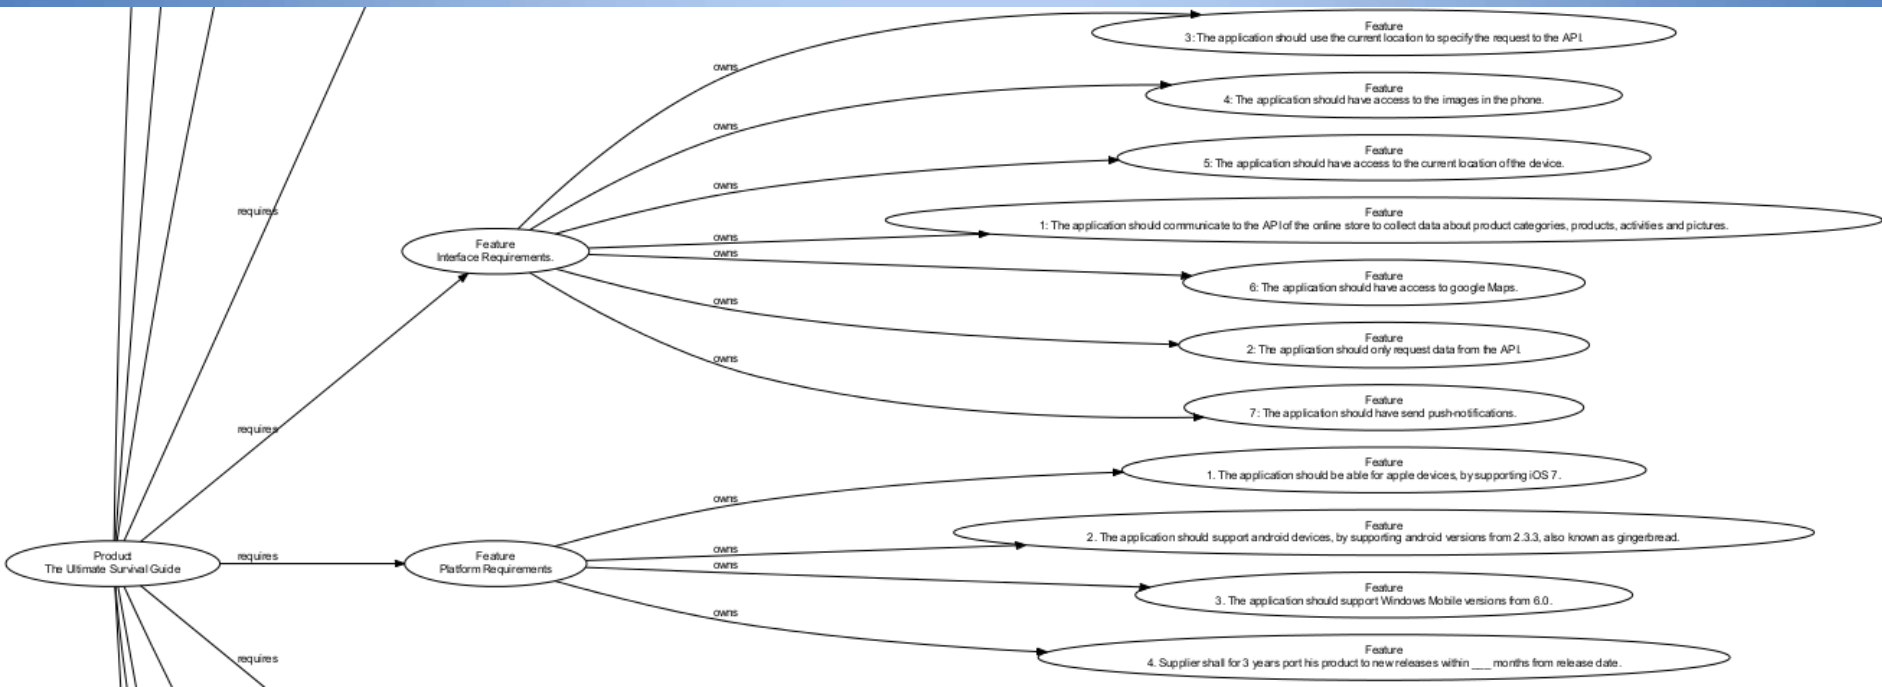 Feature
3: The application should use the current location to specify the request to the API.
owns
Feature
4: The application should have access to the images in the phone.
owns
Feature
5: The application should have access to the current location of the device.
owns
requires
Feature
1: The application should communicate to the API of the online store to collect data about product categories, products, activities and pictures.
owns
Feature
Interface Requirements.
owns
Feature
6: The application should have access to google Maps.
owns
Feature
2: The application should only request data from the API.
owns
Feature
7: The application should have send push-notifications.
requires
Feature
1. The application should be able for apple devices, by supporting iOS 7.
owns
Feature
2. The application should support android devices, by supporting android versions from 2.3.3, also known as gingerbread.
owns
Product
The Ultimate Survival Guide
requires
Feature
Platform Requirements
owns
Feature
3. The application should support Windows Mobile versions from 6.0.
owns
Feature
4. Supplier shall for 3 years port his product to new releases within ___ months from release date.
requires